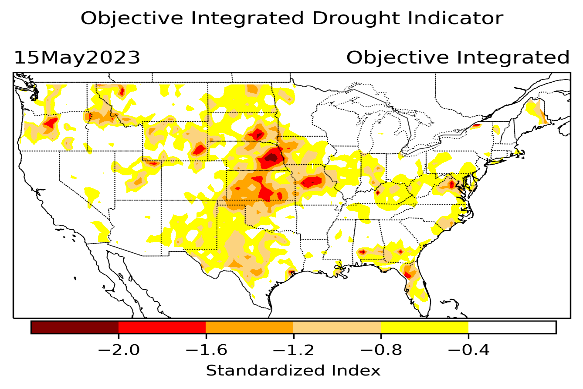 Objective Integrated Drought Indicator
15May2023 Objective Integrated
−2.0 −1.6 −1.2 −0.8 −0.4
Standardized Index